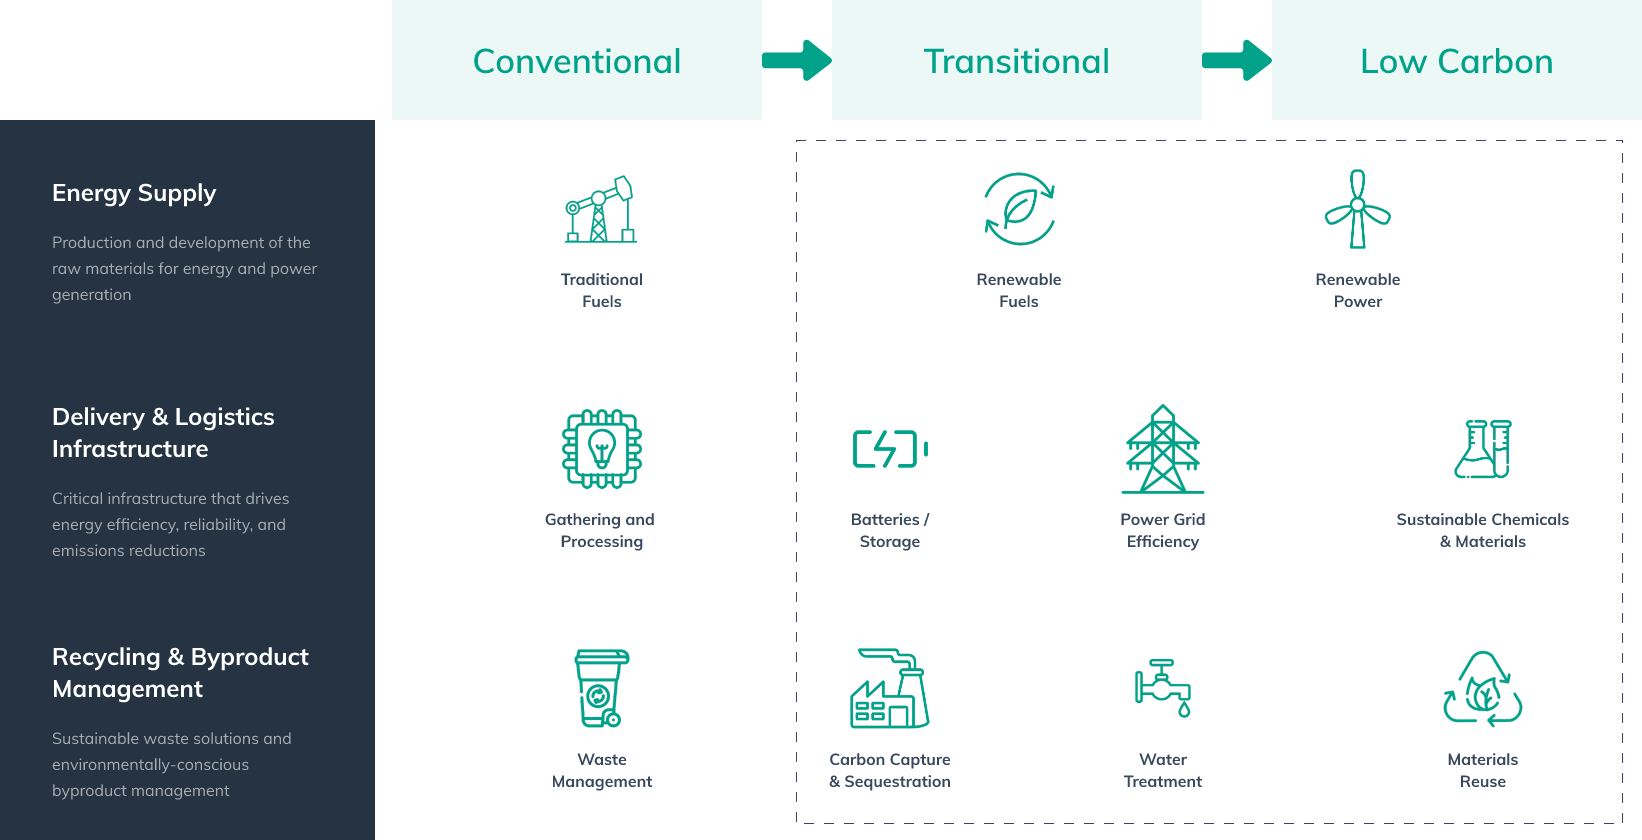 Conventional
Transitional
Low Carbon
Energy Supply
Production and development of the
raw materials for energy and power
generation
Traditional
Fuels
Renewable
Fuels
Renewable
Power
Delivery & Logistics
Infrastructure
Critical infrastructure that drives
energy efficiency, reliability, and
emissions reductions
Gathering and
Processing
Batteries /
Storage
Power Grid
Efficiency
Sustainable Chemicals
& Materials
Recycling & Byproduct
Management
Sustainable waste solutions and
environmentally-conscious
byproduct management
Waste
Management
Carbon Capture
& Sequestration
Water
Treatment
Materials
Reuse